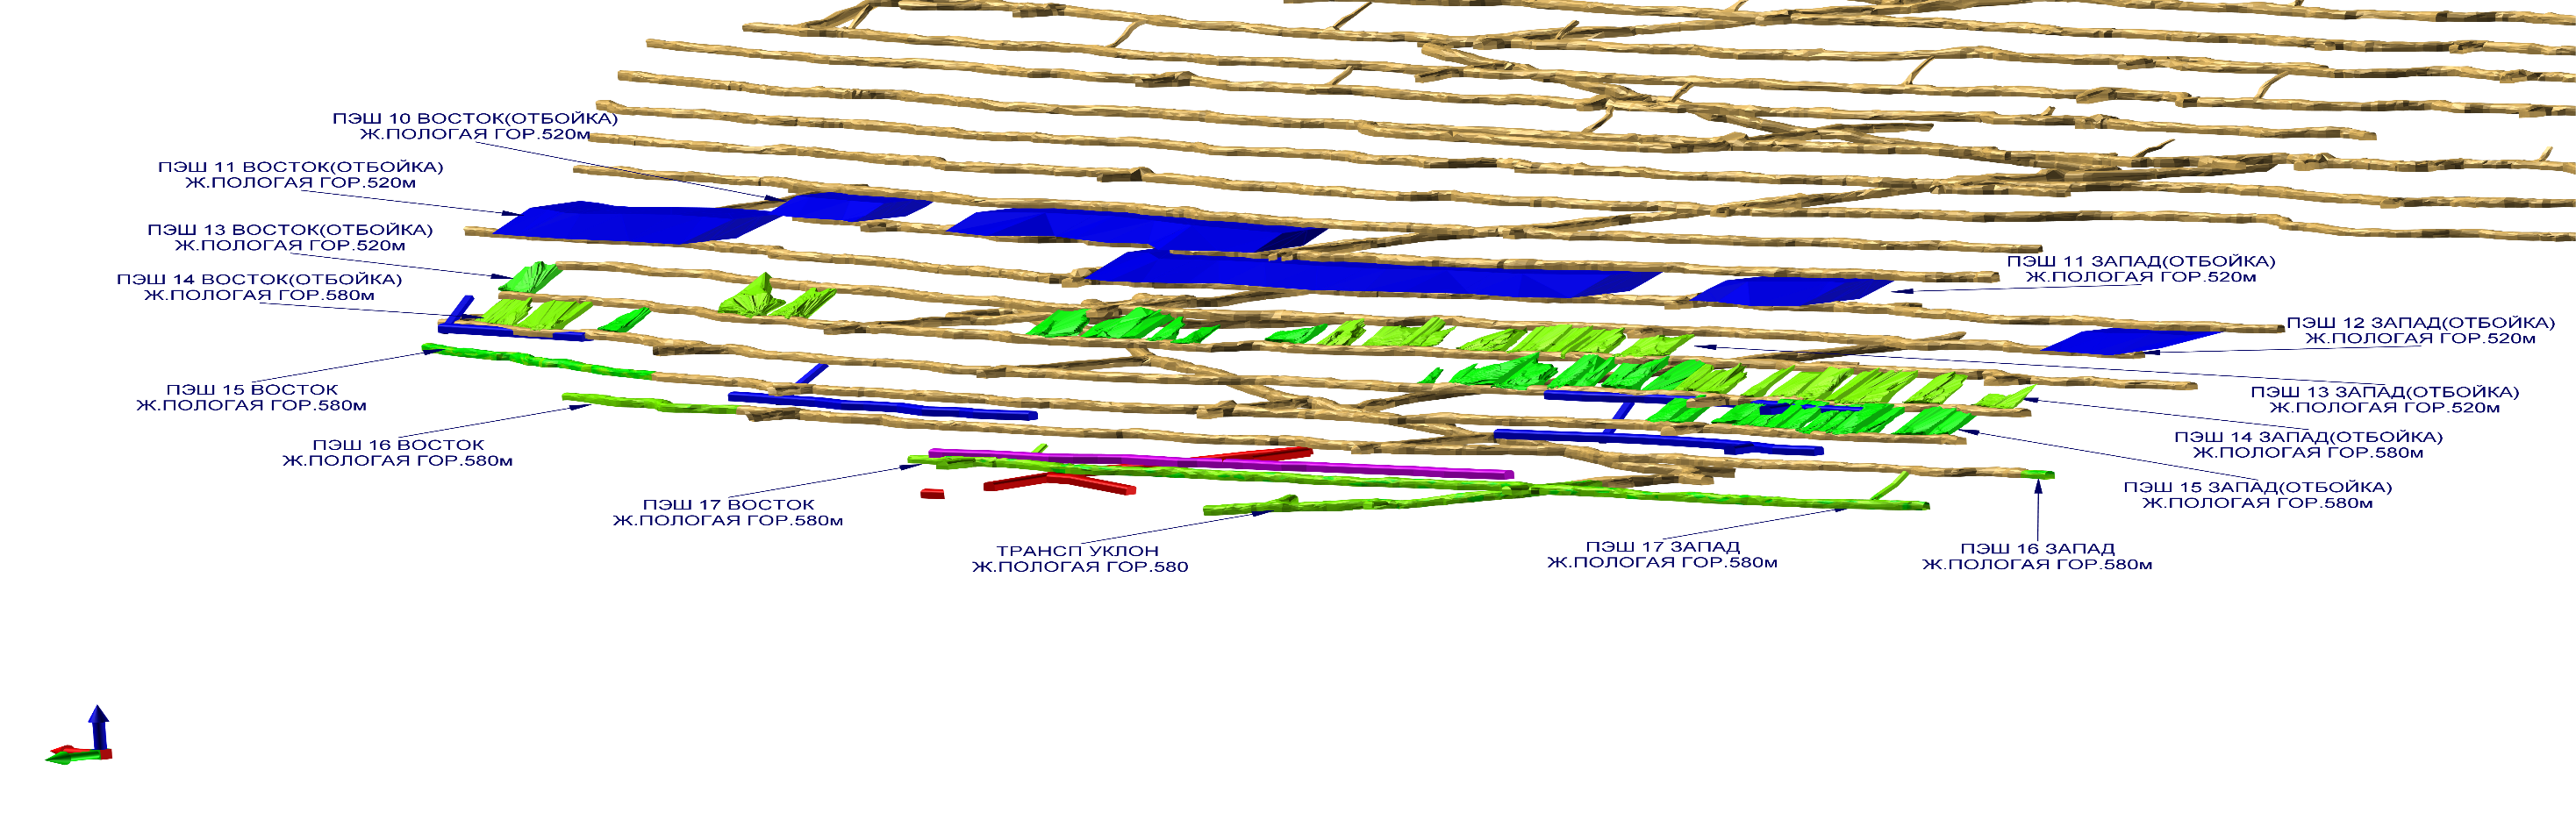 ПЭШ 10 ВОСТОК(ОТБОЙКА)
Ж.ПОЛОГАЯ ГОР.520м
ПЭШ 11 ВОСТОК(ОТБОЙКА)
Ж.ПОЛОГАЯ ГОР.520м
ПЭШ 13 ВОСТОК(ОТБОЙКА)
Ж.ПОЛОГАЯ ГОР.520м
ПЭШ 14 ВОСТОК(ОТБОЙКА)
Ж.ПОЛОГАЯ ГОР.580м
ПЭШ 15 ВОСТОК
Ж.ПОЛОГАЯ ГОР.580м
ПЭШ 16 ВОСТОК
Ж.ПОЛОГАЯ ГОР.580м
ПЭШ 17 ВОСТОК
Ж.ПОЛОГАЯ ГОР.580м
ТРАНСП УКЛОН
Ж.ПОЛОГАЯ ГОР.580
ПЭШ 17 ЗАПАД
Ж.ПОЛОГАЯ ГОР.580м
ПЭШ 16 ЗАПАД
Ж.ПОЛОГАЯ ГОР.580м
ПЭШ 11 ЗАПАД(ОТБОЙКА)
Ж.ПОЛОГАЯ ГОР.520м
ПЭШ 12 ЗАПАД(ОТБОЙКА)
Ж.ПОЛОГАЯ ГОР.520м
ПЭШ 13 ЗАПАД(ОТБОЙКА)
Ж.ПОЛОГАЯ ГОР.520м
ПЭШ 14 ЗАПАД(ОТБОЙКА)
Ж.ПОЛОГАЯ ГОР.580м
ПЭШ 15 ЗАПАД(ОТБОЙКА)
Ж.ПОЛОГАЯ ГОР.580м